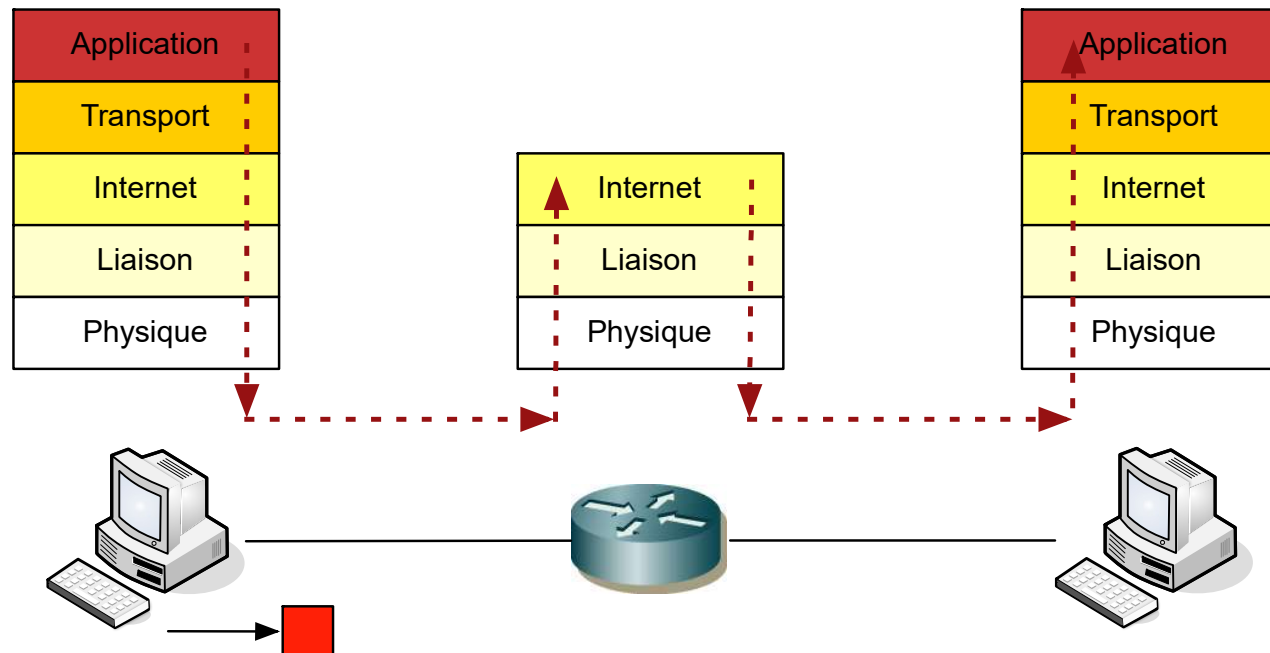 Application
Transport
Internet
Liaison
Physique
Internet
Liaison
Physique
Application
Transport
Internet
Liaison
Physique